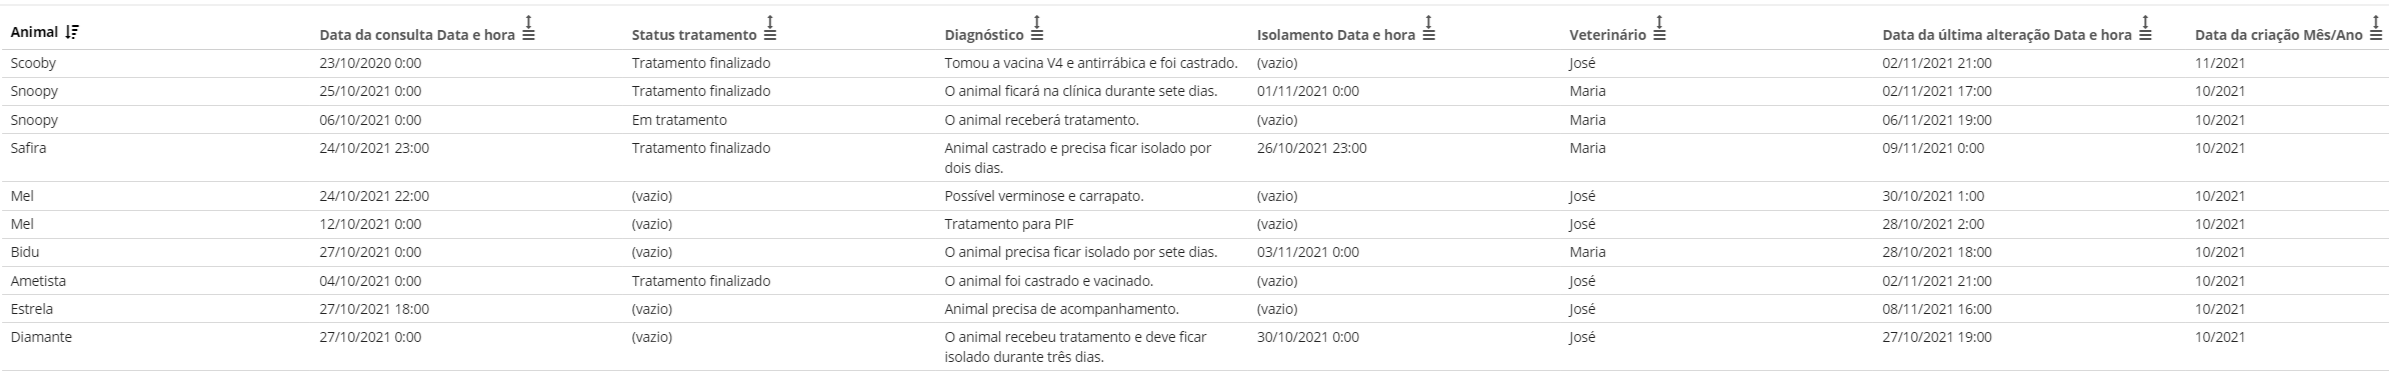 Animal Data da consulta Data e hora Status tratamento Diagnóstico Isolamento Data e hora Veterinário Data da última alteração Data e hora Data da criação Mês/Ano
Scooby 23/10/2020 0:00 Tratamento finalizado Tomou a vacina V4 e antirrábica e foi castrado. (vazio) José 02/11/2021 21:00 11/2021
Snoopy 25/10/2021 0:00 Tratamento finalizado O animal ficará na clínica durante sete dias. 01/11/2021 0:00 Maria 02/11/2021 17:00 10/2021
Snoopy 06/10/2021 0:00 Em tratamento O animal receberá tratamento. (vazio) Maria 06/11/2021 19:00 10/2021
Safira 24/10/2021 23:00 Tratamento finalizado Animal castrado e precisa ficar isolado por 26/10/2021 23:00 Maria 09/11/2021 0:00 10/2021
dois dias.
Mel 24/10/2021 22:00 (vazio) Possível verminose e carrapato. (vazio) José 30/10/2021 1:00 10/2021
Mel 12/10/2021 0:00 (vazio) Tratamento para PIF (vazio) José 28/10/2021 2:00 10/2021
Bidu 27/10/2021 0:00 (vazio) O animal precisa ficar isolado por sete dias. 03/11/2021 0:00 Maria 28/10/2021 18:00 10/2021
Ametista 04/10/2021 0:00 Tratamento finalizado O animal foi castrado e vacinado. (vazio) José 02/11/2021 21:00 10/2021
Estrela 27/10/2021 18:00 (vazio) Animal precisa de acompanhamento. (vazio) José 08/11/2021 16:00 10/2021
Diamante 27/10/2021 0:00 (vazio) O animal recebeu tratamento e deve ficar 30/10/2021 0:00 José 27/10/2021 19:00 10/2021
isolado durante três dias.